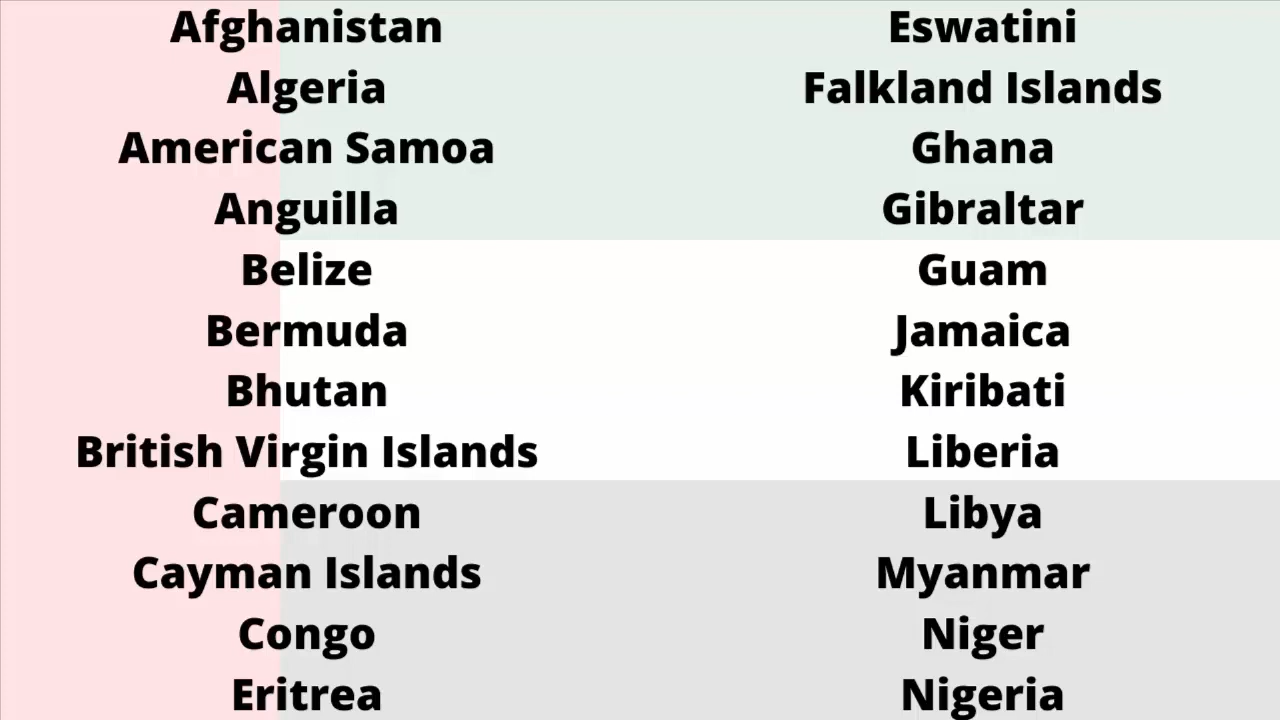 Afghanistan
Algeria
American Samoa
Anguilla
Belize
Bermuda
Bhutan
British Virgin Islands
Cameroon
Cayman Islands
Congo
Eritrea
Eswatini
Falkland Islands
Ghana
Gibraltar
Guam
Jamaica
Kiribati
Liberia
Libya
Myanmar
Niger
Nigeria